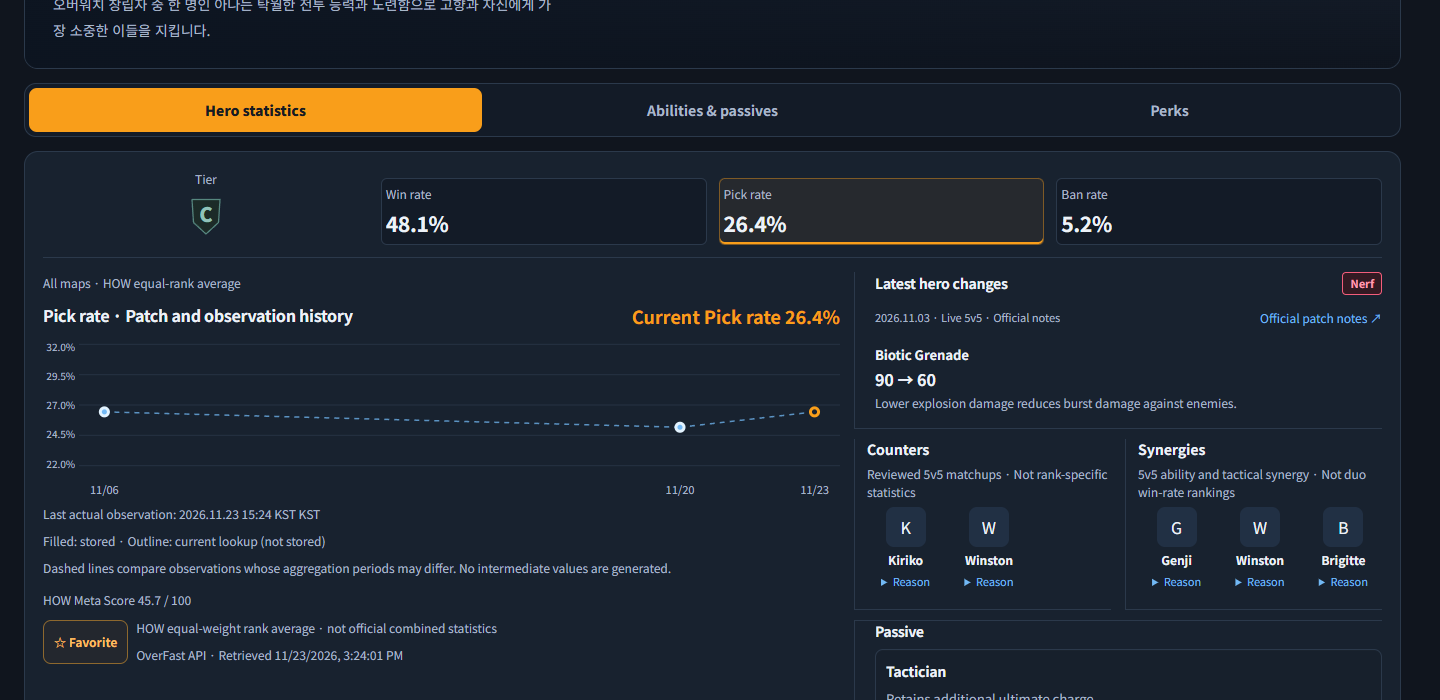 오버워치 창립자 중 한 명인 아나는 탁월한 전투 능력과 노련함으로 고향과 자신에게 가
장 소중한 이들을 지킵니다.
Hero statistics
Abilities & passives
Perks
Tier
C
Win rate
48.1%
Pick rate
26.4%
Ban rate
5.2%
All maps · HOW equal-rank average
Pick rate · Patch and observation history
Current Pick rate 26.4%
32.0%
29.5%
27.0%
24.5%
22.0%
11/06
11/20
11/23
Last actual observation: 2026.11.23 15:24 KST KST
Filled: stored · Outline: current lookup (not stored)
Dashed lines compare observations whose aggregation periods may differ. No intermediate values are generated.
HOW Meta Score 45.7 / 100
☆ Favorite
HOW equal-weight rank average · not official combined statistics
OverFast API · Retrieved 11/23/2026, 3:24:01 PM
Latest hero changes
Nerf
2026.11.03 · Live 5v5 · Official notes
Official patch notes ↗
Biotic Grenade
90 → 60
Lower explosion damage reduces burst damage against enemies.
Counters
Reviewed 5v5 matchups · Not rank-specific
statistics
K
W
Kiriko
Winston
▶ Reason
▶ Reason
Synergies
5v5 ability and tactical synergy · Not duo
win-rate rankings
G
W
B
Genji
Winston
Brigitte
▶ Reason
▶ Reason
▶ Reason
Passive
Tactician
Retains additional ultimate charge